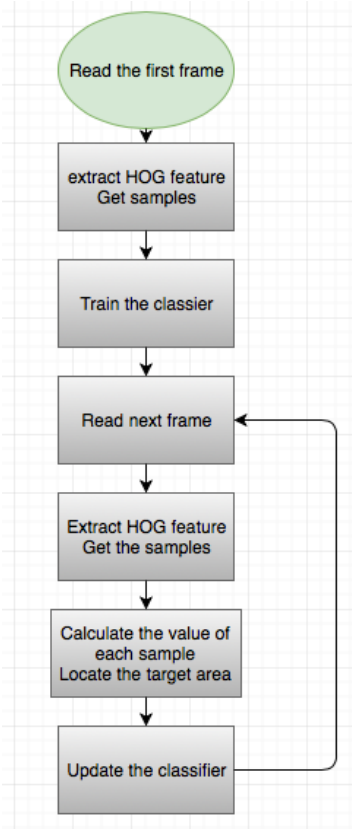 Read the first frame
extract HOG feature
Get samples
Train the classier
Read next frame
Extract HOG feature
Get the samples
Calculate the value of
each sample
Locate the target area
Update the classifier